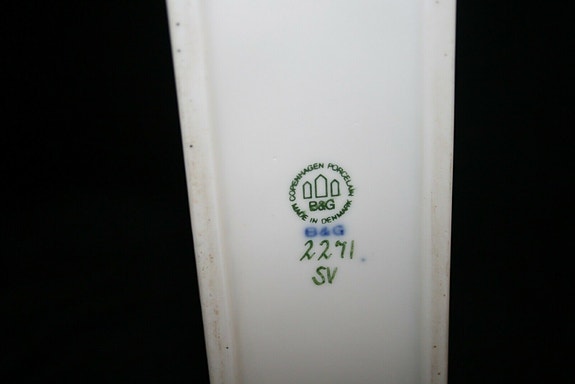 COPENHAGEN PORCELAIN
B&G
MADE IN DENMARK
B&G
2271.
SV